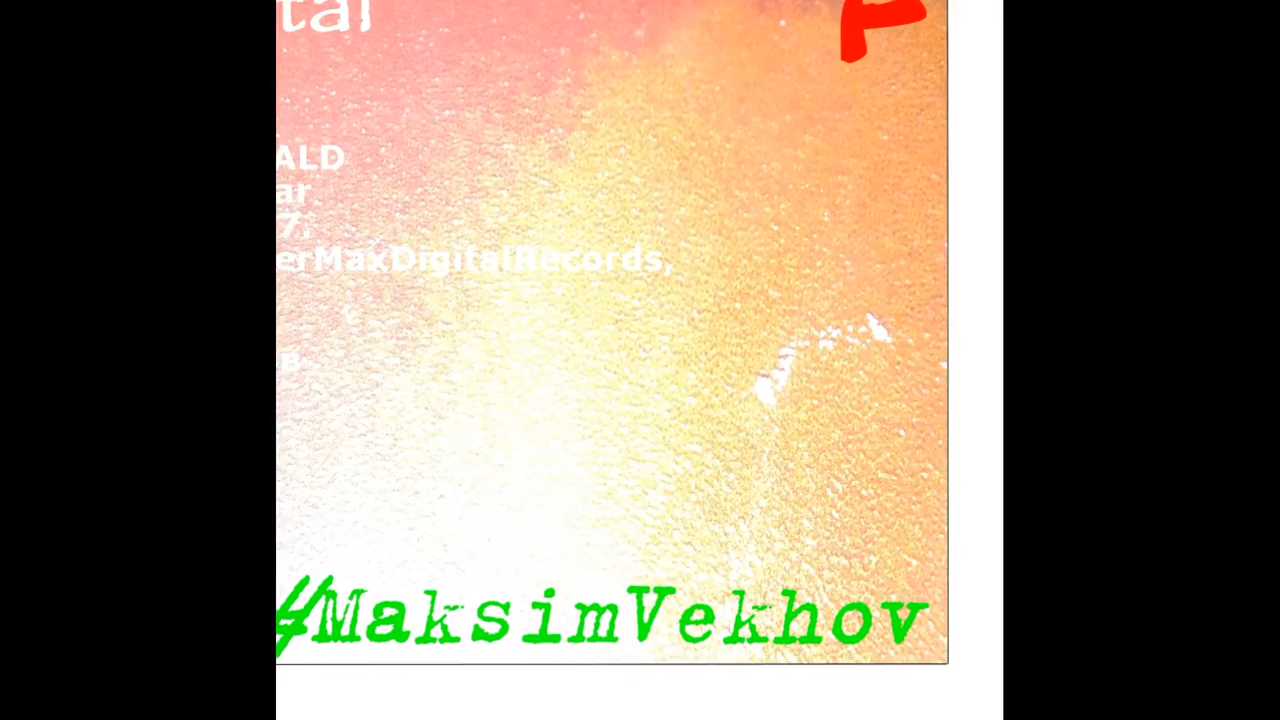 tal
F
ALD
ar
7,
erMaxDigitalRecords,
B
#MaksimVekhov